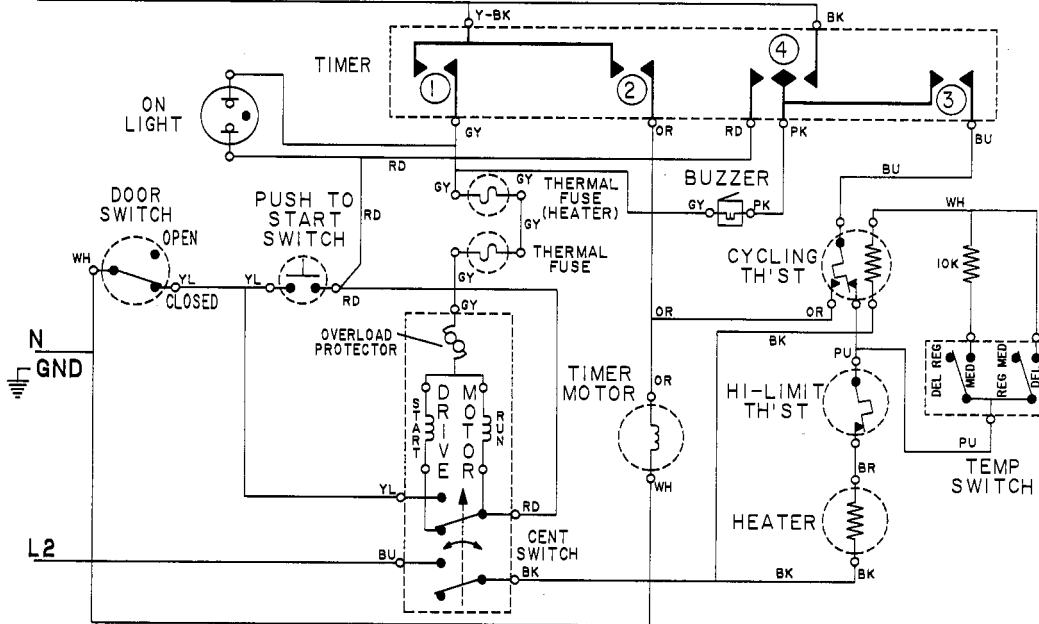 Y-BK
BK
TIMER
4
1
2
3
ON
LIGHT
GY
OR
RD
PK
BU
RD
BU
GY
GY
THERMAL
FUSE
(HEATER)
BUZZER
GY
PK
WH
DOOR
SWITCH
OPEN
PUSH TO
START
SWITCH
RD
GY
THERMAL
FUSE
CYCLING
TH'ST
10K
WH
YL
CLOSED
YL
RD
GY
GY
OR
OR
BK
OVERLOAD
PROTECTOR
N
GND
PU
DEL REG
MED
REG MED
DEL
TIMER
MOTOR
OR
HI-LIMIT
TH'ST
START
DRIVE
MOTOR
RUN
PU
TEMP
SWITCH
WH
BR
YL
RD
HEATER
CENT
SWITCH
L2
BU
BK
BK
BK